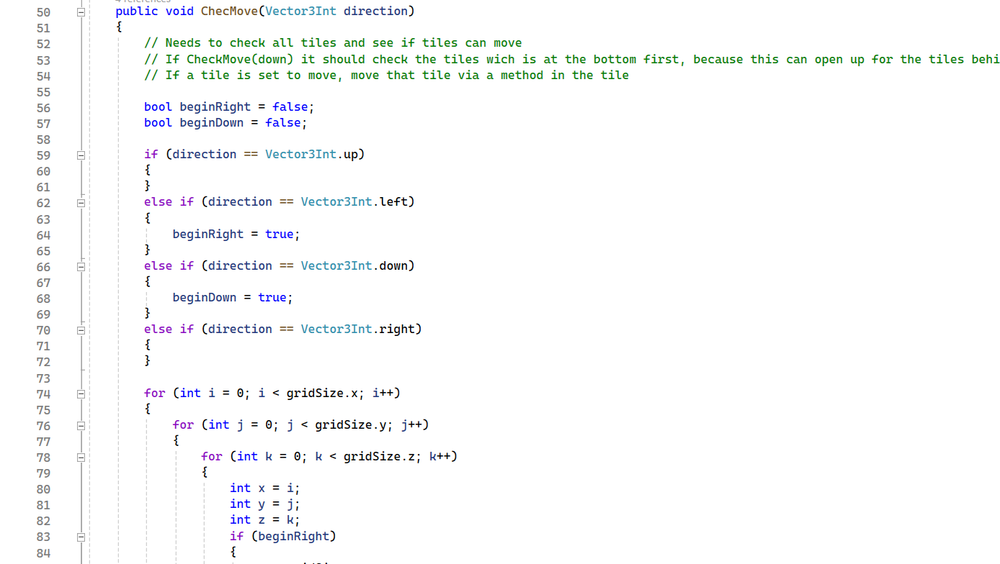 50 public void ChecMove(Vector3Int direction)
51 {
52 // Needs to check all tiles and see if tiles can move
53 // If CheckMove(down) it should check the tiles wich is at the bottom first, because this can open up for the tiles behi
54 // If a tile is set to move, move that tile via a method in the tile
55
56 bool beginRight = false;
57 bool beginDown = false;
58
59 if (direction == Vector3Int.up)
60 {
61 }
62 else if (direction == Vector3Int.left)
63 {
64 beginRight = true;
65 }
66 else if (direction == Vector3Int.down)
67 {
68 beginDown = true;
69 }
70 else if (direction == Vector3Int.right)
71 {
72 }
73
74 for (int i = 0; i < gridSize.x; i++)
75 {
76 for (int j = 0; j < gridSize.y; j++)
77 {
78 for (int k = 0; k < gridSize.z; k++)
79 {
80 int x = i;
81 int y = j;
82 int z = k;
83 if (beginRight)
84 {